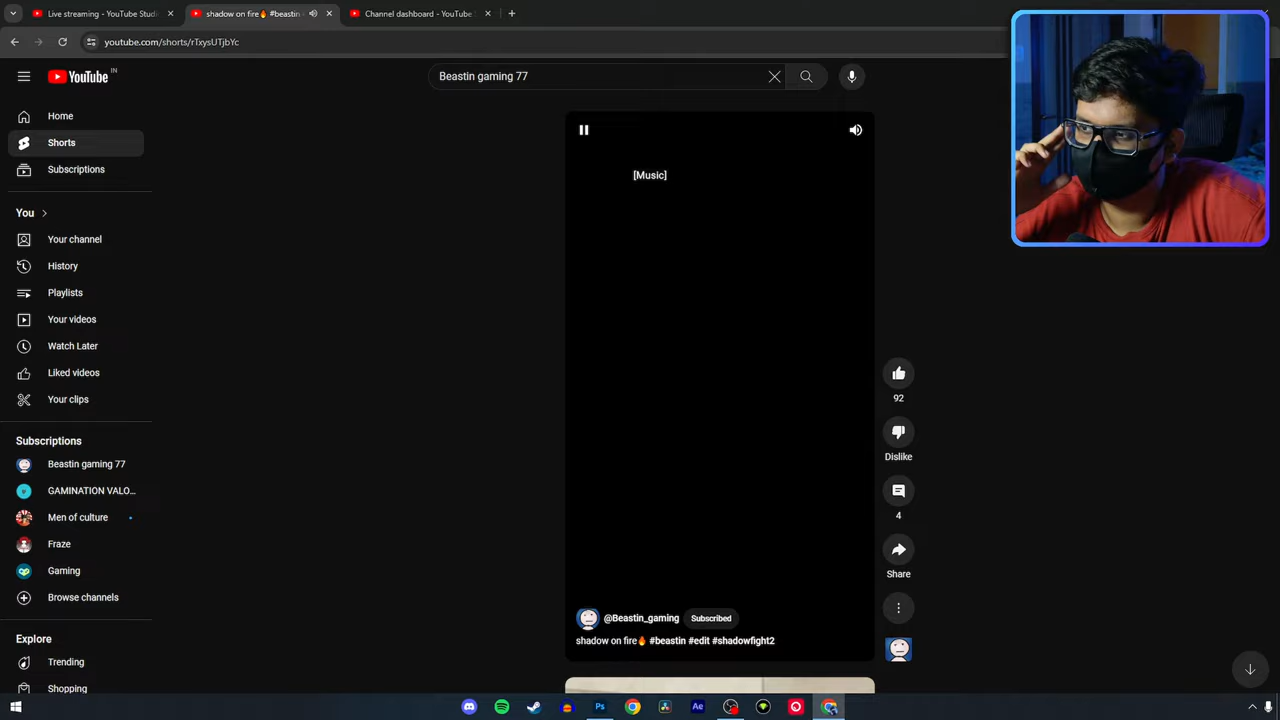 Live streaming - YouTube Studi
shadow on fire🔥 #beastin
Channel dashboard - YouTube S
youtube.com/shorts/rTxysUTjbYc
YouTube IN
Beastin gaming 77
Home
Shorts
Subscriptions
You
Your channel
History
Playlists
Your videos
Watch Later
Liked videos
Your clips
Subscriptions
Beastin gaming 77
GAMINATION VALO...
Men of culture
Fraze
Gaming
Browse channels
Explore
Trending
Shopping
[Music]
92
Dislike
4
Share
@Beastin_gaming Subscribed
shadow on fire🔥 #beastin #edit #shadowfight2
Ps
Ae